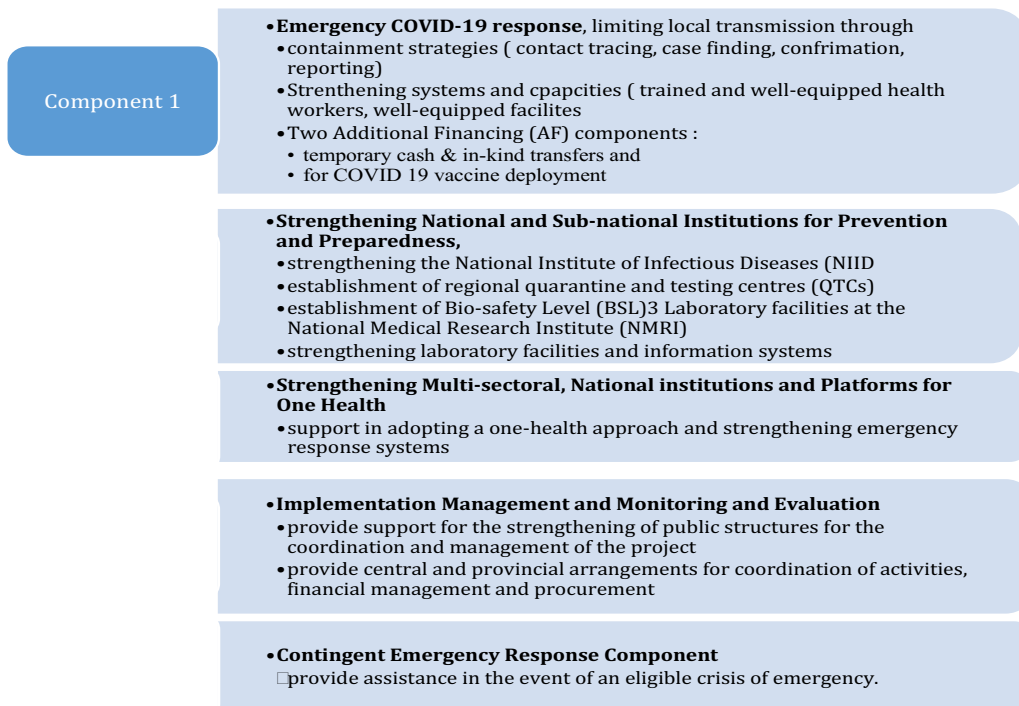 Component 1
•Emergency COVID-19 response, limiting local transmission through
•containment strategies ( contact tracing, case finding, confrimation,
reporting)
•Strenthening systems and cpapcities ( trained and well-equipped health
workers, well-equipped facilites
•Two Additional Financing (AF) components :
• temporary cash & in-kind transfers and
• for COVID 19 vaccine deployment
•Strengthening National and Sub-national Institutions for Prevention
and Preparedness,
•strengthening the National Institute of Infectious Diseases (NIID
•establishment of regional quarantine and testing centres (QTCs)
•establishment of Bio-safety Level (BSL)3 Laboratory facilities at the
National Medical Research Institute (NMRI)
•strengthening laboratory facilities and information systems
•Strengthening Multi-sectoral, National institutions and Platforms for
One Health
•support in adopting a one-health approach and strengthening emergency
response systems
•Implementation Management and Monitoring and Evaluation
•provide support for the strengthening of public structures for the
coordination and management of the project
•provide central and provincial arrangements for coordination of activities,
financial management and procurement
•Contingent Emergency Response Component
□provide assistance in the event of an eligible crisis of emergency.